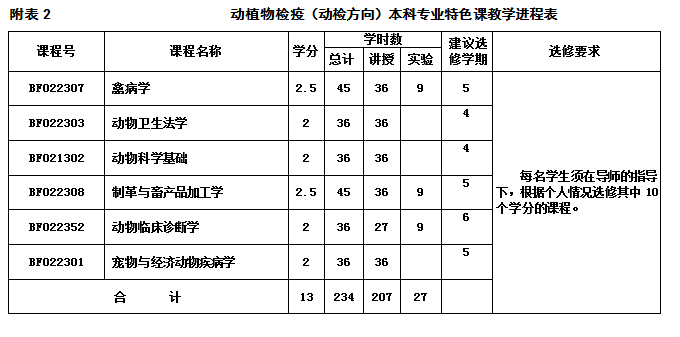 附表 2 动植物检疫（动检方向）本科专业特色课教学进程表
课程号 课程名称 学分 学时数 建议选修学期 选修要求
总计 讲授 实验
BF022307 禽病学 2.5 45 36 9 5
BF022303 动物卫生法学 2 36 36 4
BF021302 动物科学基础 2 36 36 4
BF022308 制革与畜产品加工学 2.5 45 36 9 5
BF022352 动物临床诊断学 2 36 27 9 6
BF022301 宠物与经济动物疾病学 2 36 36 5
每名学生须在导师的指导
下，根据个人情况选修其中 10
个学分的课程。
合 计 13 234 207 27